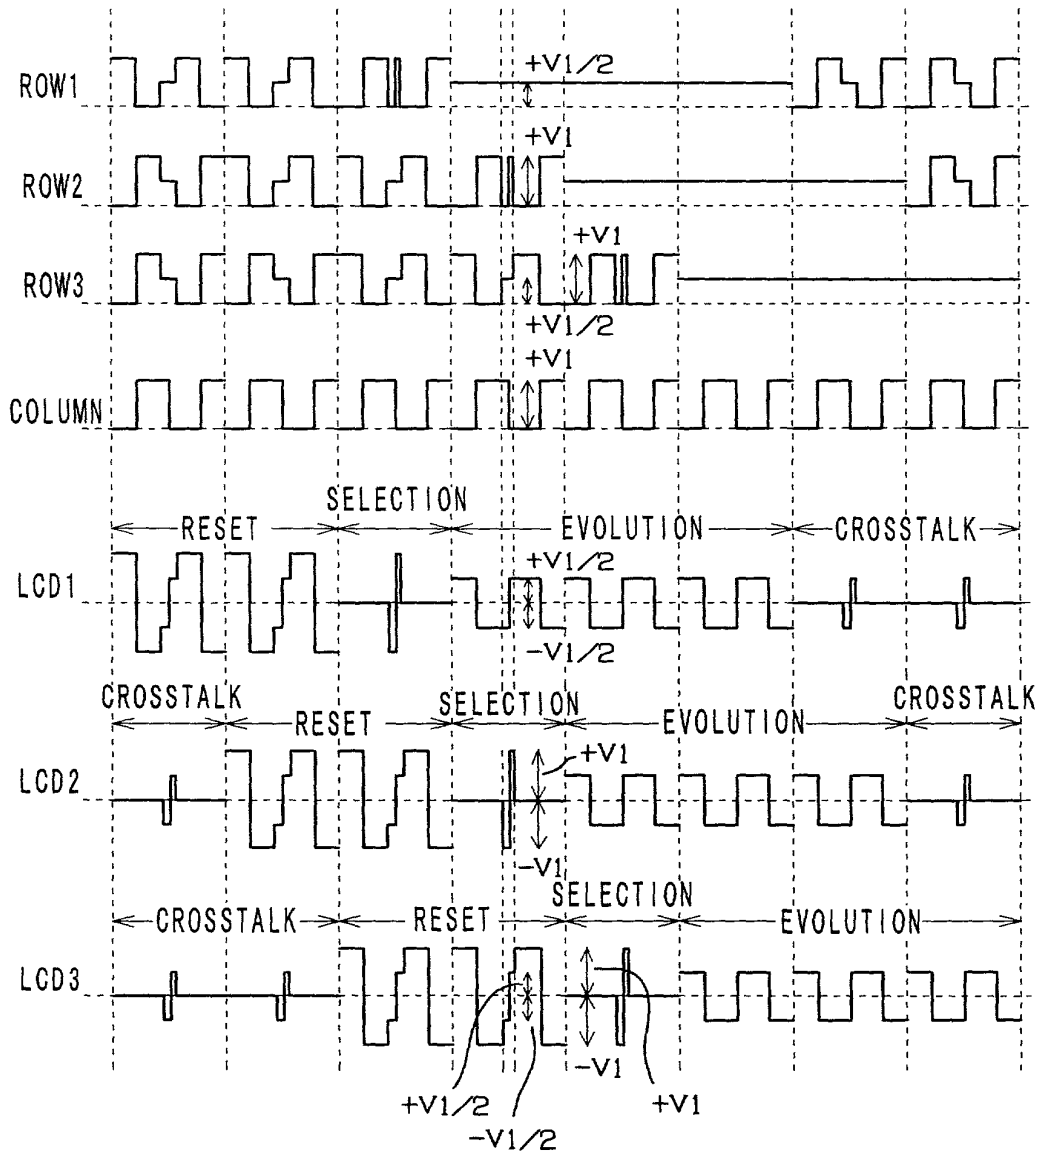 ROW1
+V1/2
+V1
ROW2
+V1
ROW3
+V1/2
+V1
COLUMN
SELECTION
RESET
EVOLUTION
CROSSTALK
+V1/2
LCD1
-V1/2
CROSSTALK
SELECTION
CROSSTALK
RESET
EVOLUTION
+V1
LCD2
-V1
SELECTION
CROSSTALK
RESET
EVOLUTION
LCD3
-V1
+V1/2
+V1
-V1/2